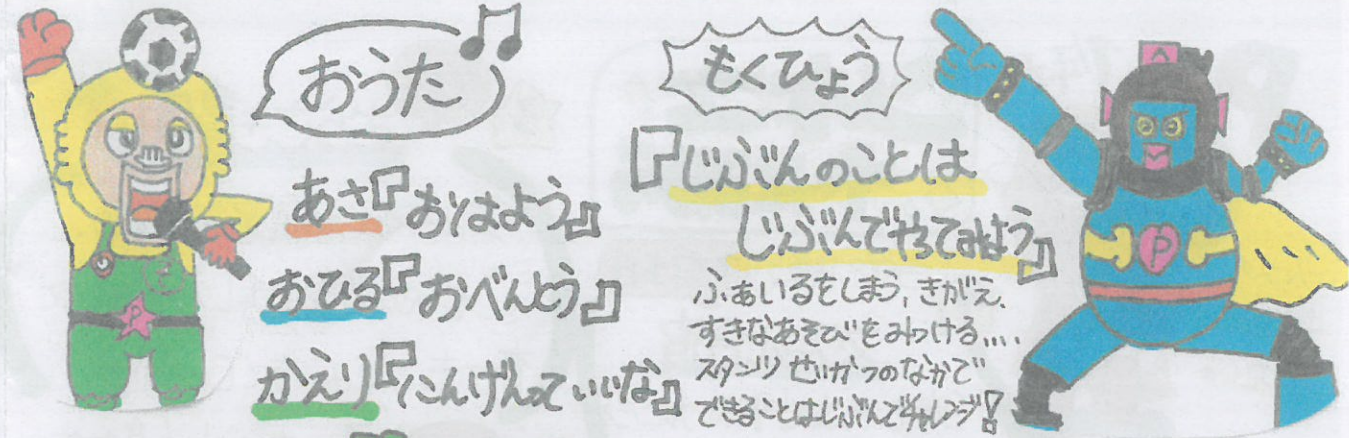 おうた
あさ『おはよう』
おひる『おべんとう』
かえり『にんげんっていいな』
もくひょう
『じぶんのことは
じぶんでやってみよう』
ふぁいるをしまう、きがえ、
すきなあそびをみつける....
スタンツ せいかつのなかで
できることはじぶんでチャレンジ!
P
P